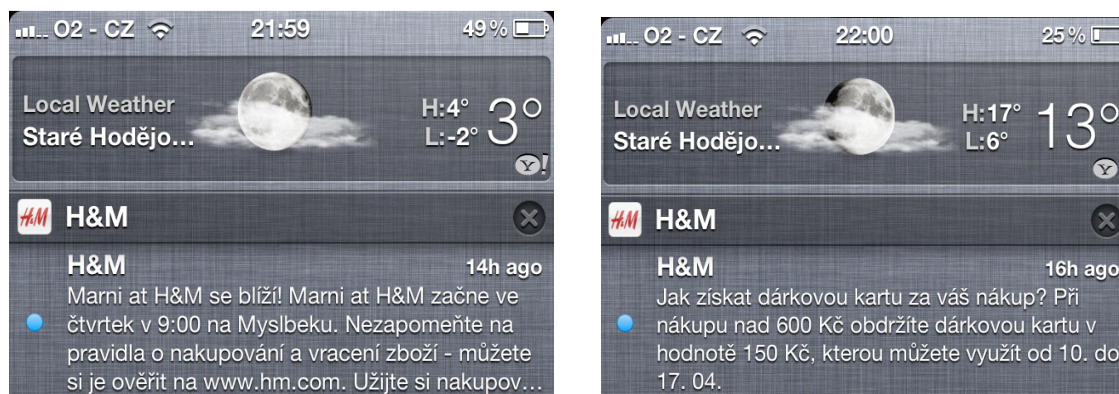 O2 - CZ 21:59 49 %
Local Weather
Staré Hodějo...
H:4°
L:-2°
3°
Y!
H&M H&M
H&M 14h ago
Marni at H&M se blíží! Marni at H&M začne ve
čtvrtek v 9:00 na Myslbeku. Nezapomeňte na
pravidla o nakupování a vracení zboží - můžete
si je ověřit na www.hm.com. Užijte si nakupov...
O2 - CZ 22:00 25 %
Local Weather
Staré Hodějo...
H:17°
L:6°
13°
Y
H&M H&M
H&M 16h ago
Jak získat dárkovou kartu za váš nákup? Při
nákupu nad 600 Kč obdržíte dárkovou kartu v
hodnotě 150 Kč, kterou můžete využít od 10. do
17. 04.